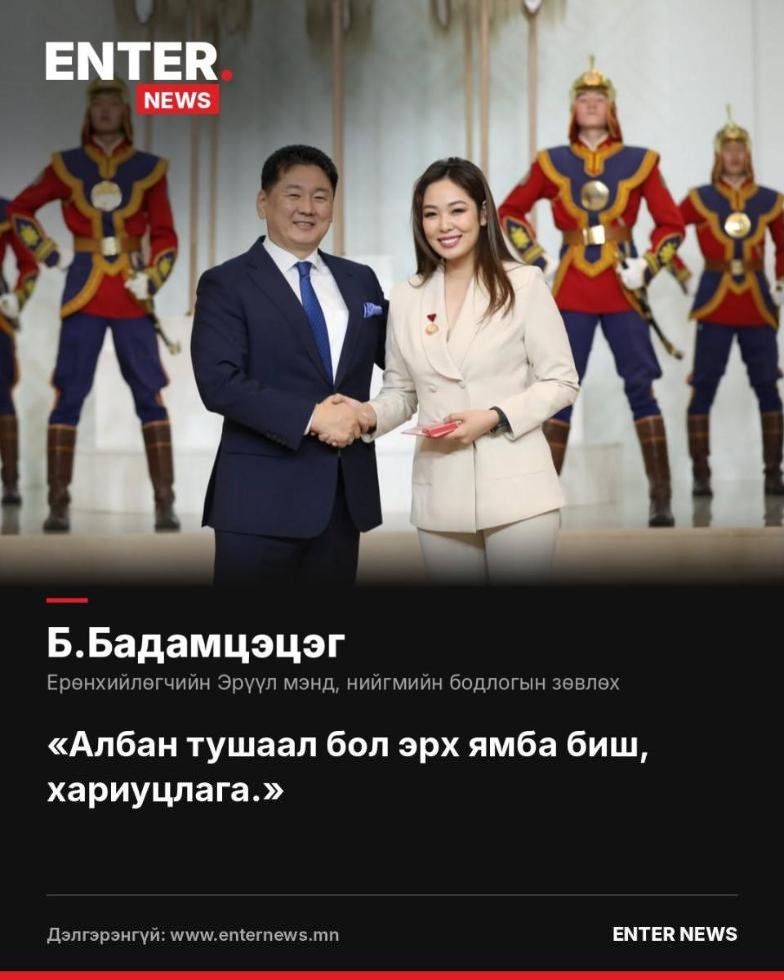 ENTER.
NEWS
Б.Бадамцэцэг
Ерөнхийлөгчийн Эрүүл мэнд, нийгмийн бодлогын зөвлөх
«Албан тушаал бол эрх ямба биш,
хариуцлага.»
Дэлгэрэнгүй: www.enternews.mn
ENTER NEWS